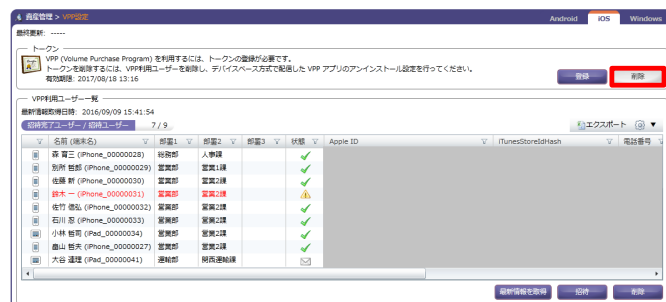 資産管理 > VPP設定
Android iOS Windows
最終更新: -----
トークン
VPP (Volume Purchase Program) を利用するには、トークンの登録が必要です。
トークンを削除するには、VPP利用ユーザーを削除し、デバイスベース方式で配信した VPP アプリのアンインストール設定を行ってください。
有効期限: 2017/08/18 13:16
登録 削除
VPP利用ユーザー一覧
最新情報取得日時: 2016/09/09 15:41:54
招待完了ユーザー / 招待ユーザー 7 / 9
エクスポート
名前 (端末名) 部署1 部署2 部署3 状態 Apple ID iTunesStoreIdHash 電話番号
森 育三 (iPhone_00000028) 総務部 人事課
別所 哲郎 (iPhone_00000029) 営業部 営業1課
佐藤 新 (iPhone_00000030) 営業部 営業2課
鈴木 一 (iPhone_00000031) 営業部 営業2課
佐竹 信弘 (iPhone_00000032) 営業部 営業2課
石川 忍 (iPhone_00000033) 営業部 営業2課
小林 哲司 (iPad_00000034) 営業部 営業2課
畠山 哲夫 (iPhone_00000027) 営業部 営業2課
大谷 連理 (iPad_00000041) 運輸部 関西運輸課
最新情報を取得 招待 削除